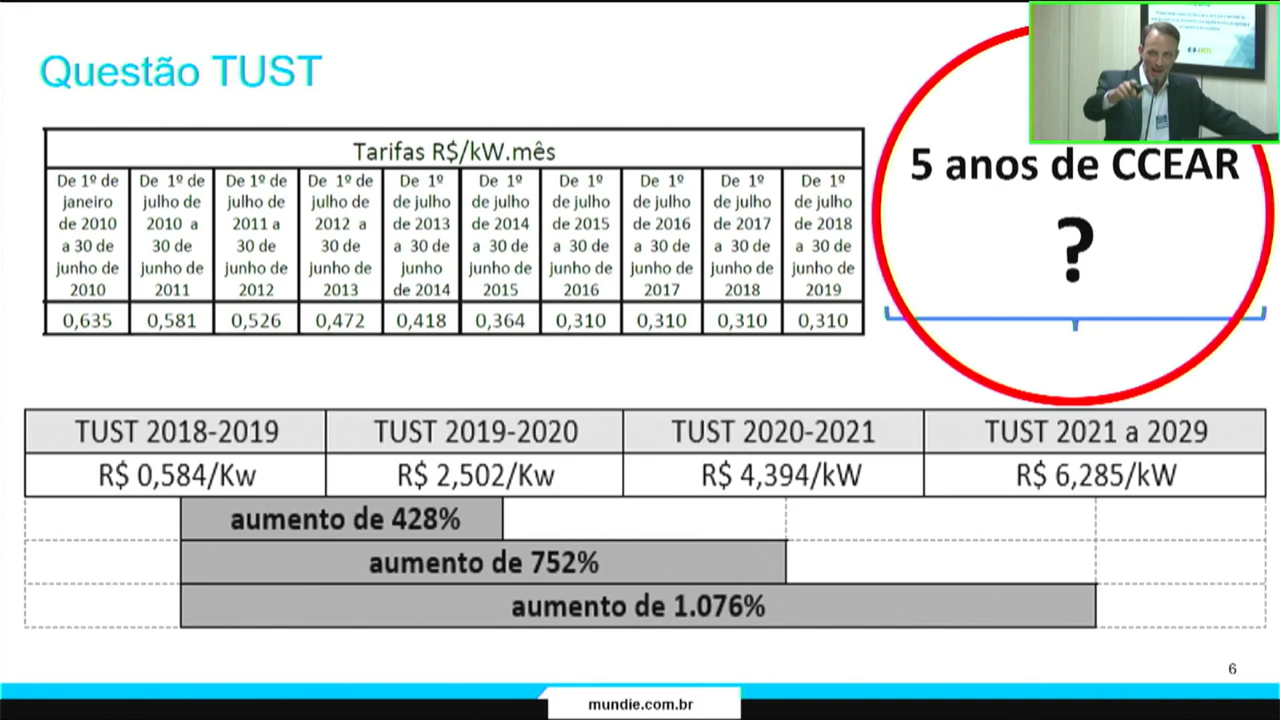 Questão TUST
Tarifas R$/kW.mês
De 1º de janeiro de 2010 a 30 de junho de 2010
De 1º de julho de 2010 a 30 de junho de 2011
De 1º de julho de 2011 a 30 de junho de 2012
De 1º de julho de 2012 a 30 de junho de 2013
De 1º de julho de 2013 a 30 de junho de 2014
De 1º de julho de 2014 a 30 de junho de 2015
De 1º de julho de 2015 a 30 de junho de 2016
De 1º de julho de 2016 a 30 de junho de 2017
De 1º de julho de 2017 a 30 de junho de 2018
De 1º de julho de 2018 a 30 de junho de 2019
0,635 0,581 0,526 0,472 0,418 0,364 0,310 0,310 0,310 0,310
5 anos de CCEAR
?
TUST 2018-2019 TUST 2019-2020 TUST 2020-2021 TUST 2021 a 2029
R$ 0,584/Kw R$ 2,502/Kw R$ 4,394/kW R$ 6,285/kW
aumento de 428%
aumento de 752%
aumento de 1.076%
6
mundie.com.br